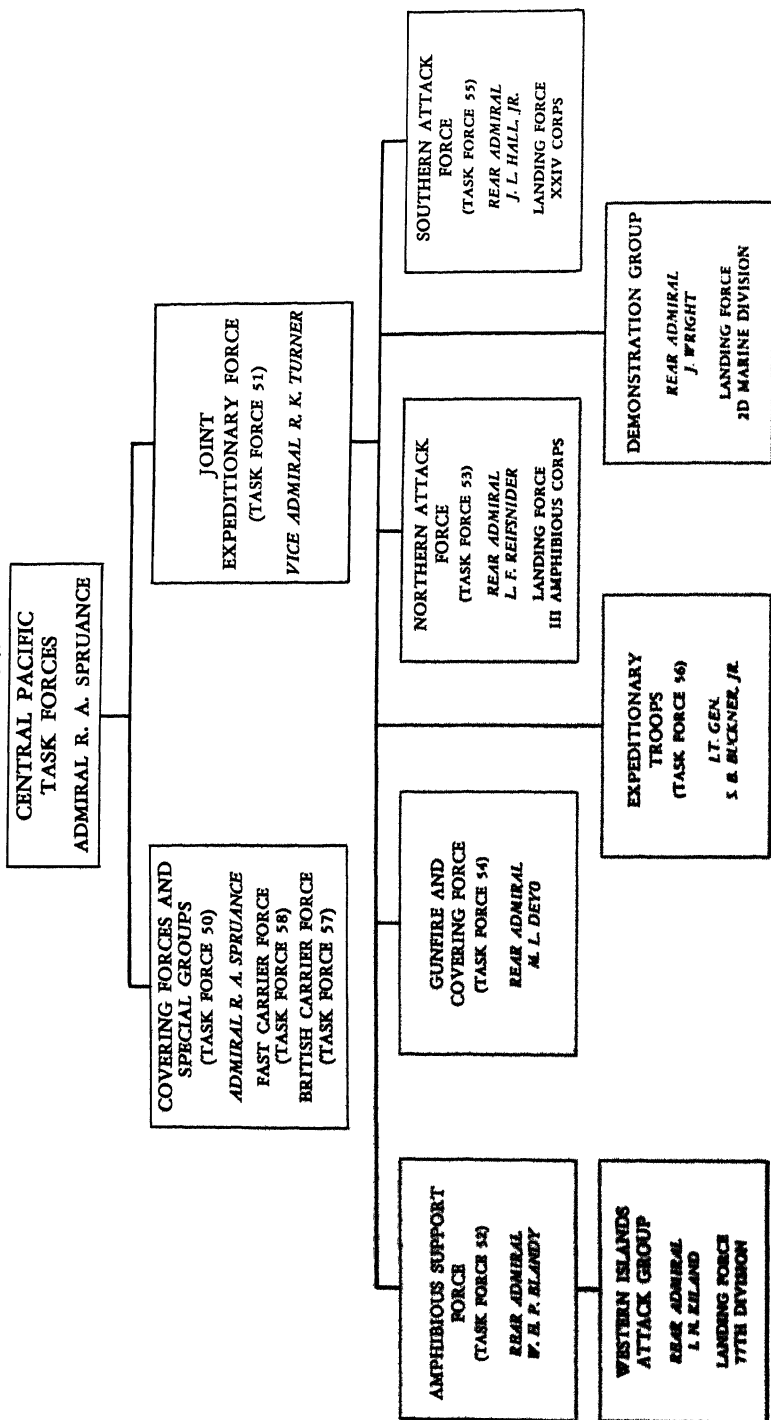 CENTRAL PACIFIC
TASK FORCES
ADMIRAL R. A. SPRUANCE
COVERING FORCES AND
SPECIAL GROUPS
(TASK FORCE 50)
ADMIRAL R. A. SPRUANCE
FAST CARRIER FORCE
(TASK FORCE 58)
BRITISH CARRIER FORCE
(TASK FORCE 57)
JOINT
EXPEDITIONARY FORCE
(TASK FORCE 51)
VICE ADMIRAL R. K. TURNER
AMPHIBIOUS SUPPORT
FORCE
(TASK FORCE 52)
REAR ADMIRAL
W. H. P. BLANDY
GUNFIRE AND
COVERING FORCE
(TASK FORCE 54)
REAR ADMIRAL
M. L. DEYO
NORTHERN ATTACK
FORCE
(TASK FORCE 53)
REAR ADMIRAL
L. F. REIFSNIDER
LANDING FORCE
III AMPHIBIOUS CORPS
SOUTHERN ATTACK
FORCE
(TASK FORCE 55)
REAR ADMIRAL
J. L. HALL, JR.
LANDING FORCE
XXIV CORPS
WESTERN ISLANDS
ATTACK GROUP
REAR ADMIRAL
I. N. KILAND
LANDING FORCE
77TH DIVISION
EXPEDITIONARY
TROOPS
(TASK FORCE 56)
LT. GEN.
S. B. BUCKNER, JR.
DEMONSTRATION GROUP
REAR ADMIRAL
J. WRIGHT
LANDING FORCE
2D MARINE DIVISION